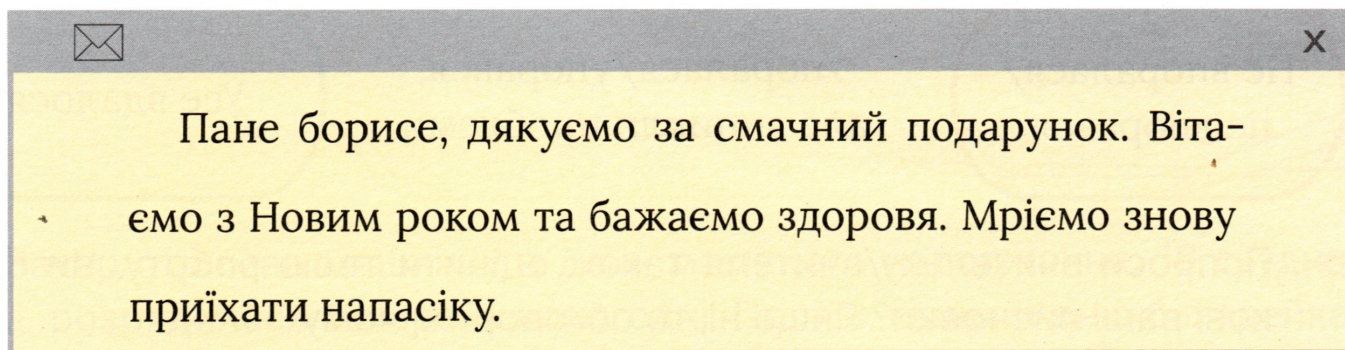 Пане борисе, дякуємо за смачний подарунок. Віта-
ємо з Новим роком та бажаємо здоровя. Мріємо знову
приїхати напасіку.